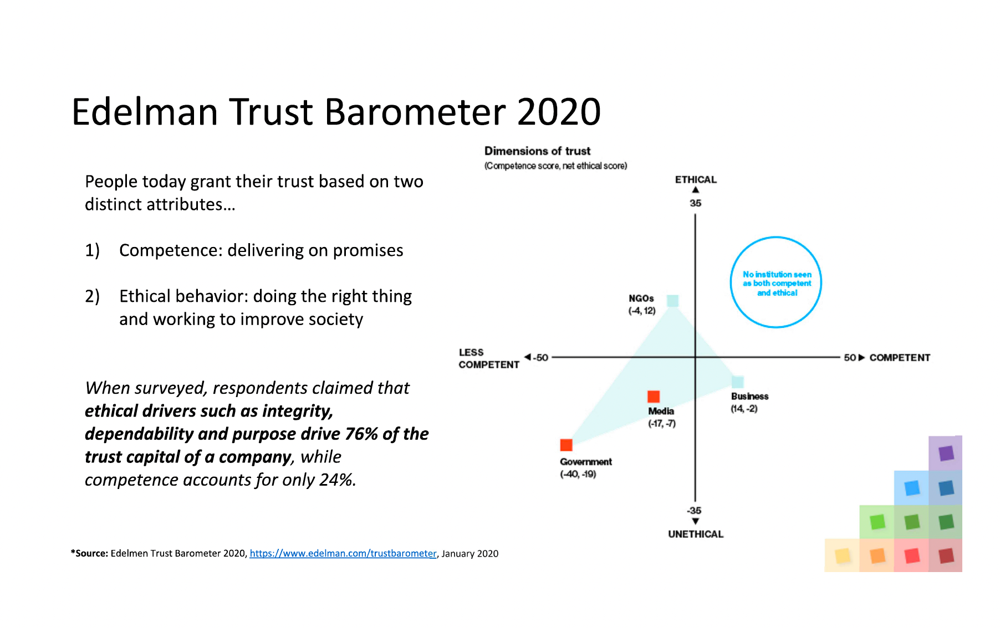 Edelman Trust Barometer 2020
People today grant their trust based on two
distinct attributes...
1) Competence: delivering on promises
2) Ethical behavior: doing the right thing
and working to improve society
When surveyed, respondents claimed that
ethical drivers such as integrity,
dependability and purpose drive 76% of the
trust capital of a company, while
competence accounts for only 24%.
Dimensions of trust
(Competence score, net ethical score)
ETHICAL
▲
35
No institution seen
as both competent
and ethical
NGOs
(-4, 12)
LESS
COMPETENT
◀ -50
50 ▶ COMPETENT
Business
(14, -2)
Media
(-17, -7)
Government
(-40, -19)
-35
▼
UNETHICAL
*Source: Edelmen Trust Barometer 2020, https://www.edelman.com/trustbarometer, January 2020